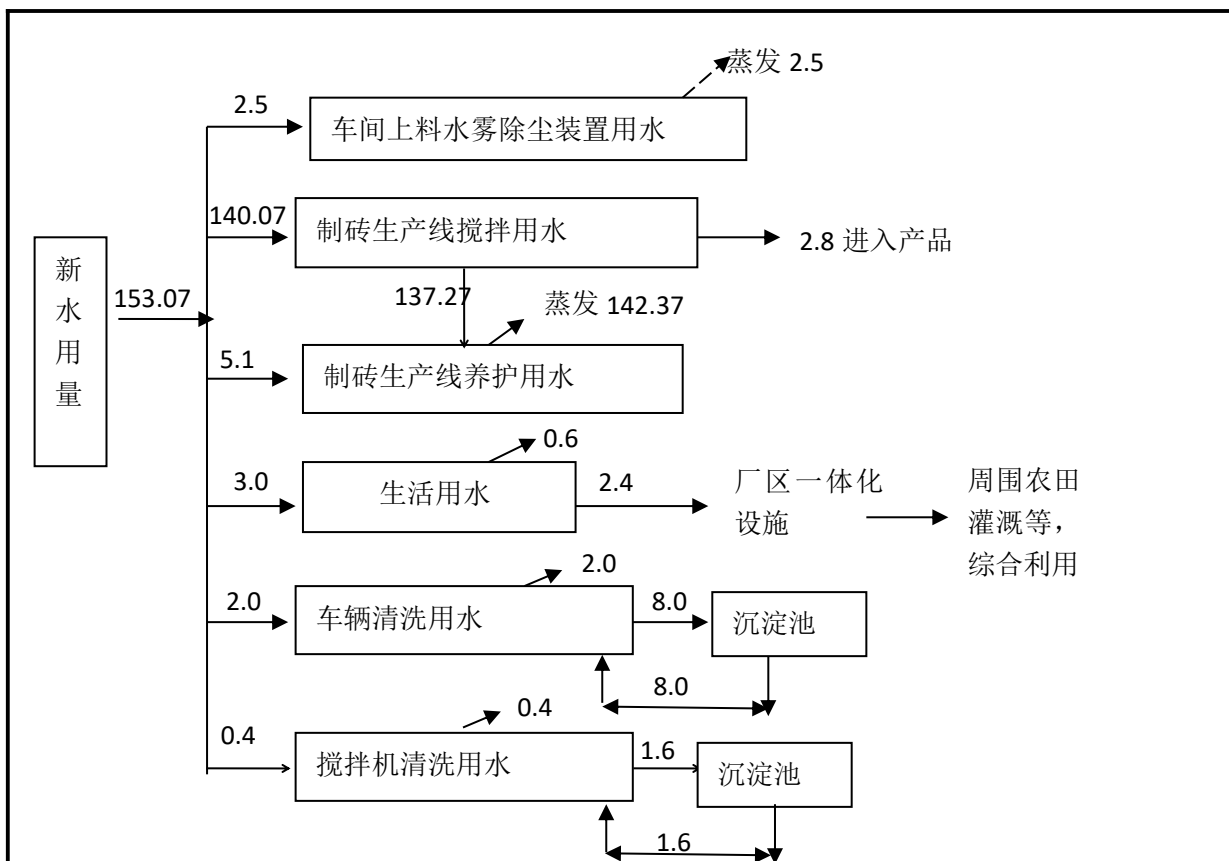 蒸发 2.5
2.5
车间上料水雾除尘装置用水
140.07
制砖生产线搅拌用水
2.8 进入产品
新
水
用
量
153.07
137.27
蒸发 142.37
5.1
制砖生产线养护用水
0.6
3.0
生活用水
2.4
厂区一体化
设施
周围农田
灌溉等，
综合利用
2.0
2.0
车辆清洗用水
8.0
沉淀池
8.0
0.4
0.4
搅拌机清洗用水
1.6
沉淀池
1.6